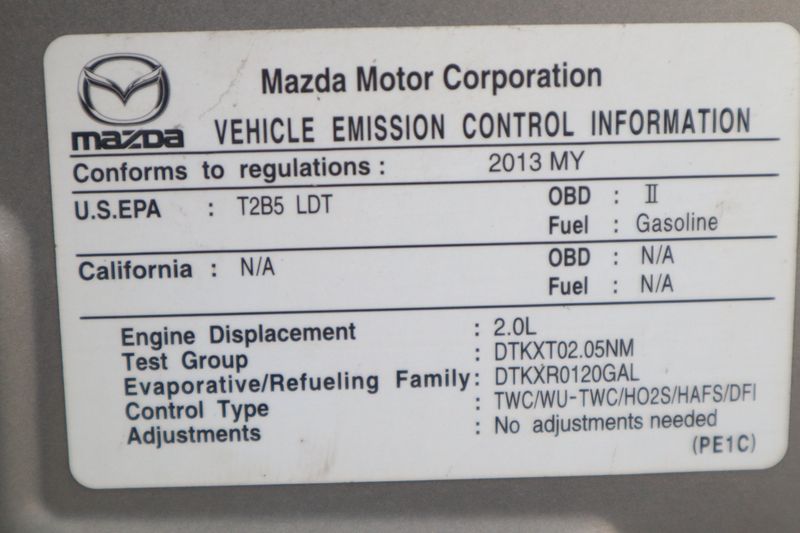 Mazda Motor Corporation
mazda VEHICLE EMISSION CONTROL INFORMATION
Conforms to regulations : 2013 MY
U.S.EPA : T2B5 LDT OBD : II
Fuel : Gasoline
California : N/A OBD : N/A
Fuel : N/A
Engine Displacement : 2.0L
Test Group : DTKXT02.05NM
Evaporative/Refueling Family : DTKXR0120GAL
Control Type : TWC/WU-TWC/HO2S/HAFS/DFI
Adjustments : No adjustments needed
(PE1C)